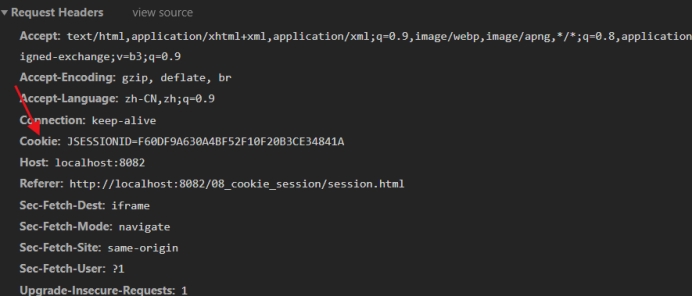 ▼ Request Headers view source
Accept: text/html,application/xhtml+xml,application/xml;q=0.9,image/webp,image/apng,*/*;q=0.8,application
igned-exchange;v=b3;q=0.9
Accept-Encoding: gzip, deflate, br
Accept-Language: zh-CN,zh;q=0.9
Connection: keep-alive
Cookie: JSESSIONID=F60DF9A630A4BF52F10F20B3CE34841A
Host: localhost:8082
Referer: http://localhost:8082/08_cookie_session/session.html
Sec-Fetch-Dest: iframe
Sec-Fetch-Mode: navigate
Sec-Fetch-Site: same-origin
Sec-Fetch-User: ?1
Upgrade-Insecure-Requests: 1